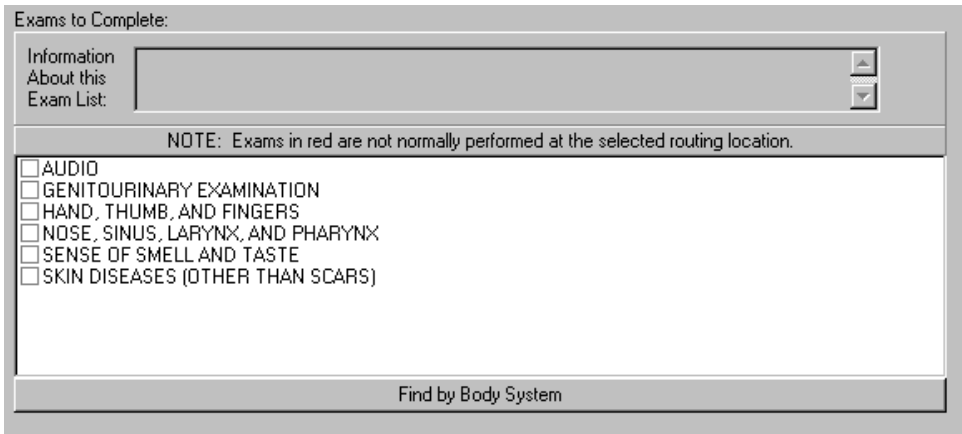 Exams to Complete:
Information
About this
Exam List:
NOTE:  Exams in red are not normally performed at the selected routing location.
AUDIO
GENITOURINARY EXAMINATION
HAND, THUMB, AND FINGERS
NOSE, SINUS, LARYNX, AND PHARYNX
SENSE OF SMELL AND TASTE
SKIN DISEASES (OTHER THAN SCARS)
Find by Body System